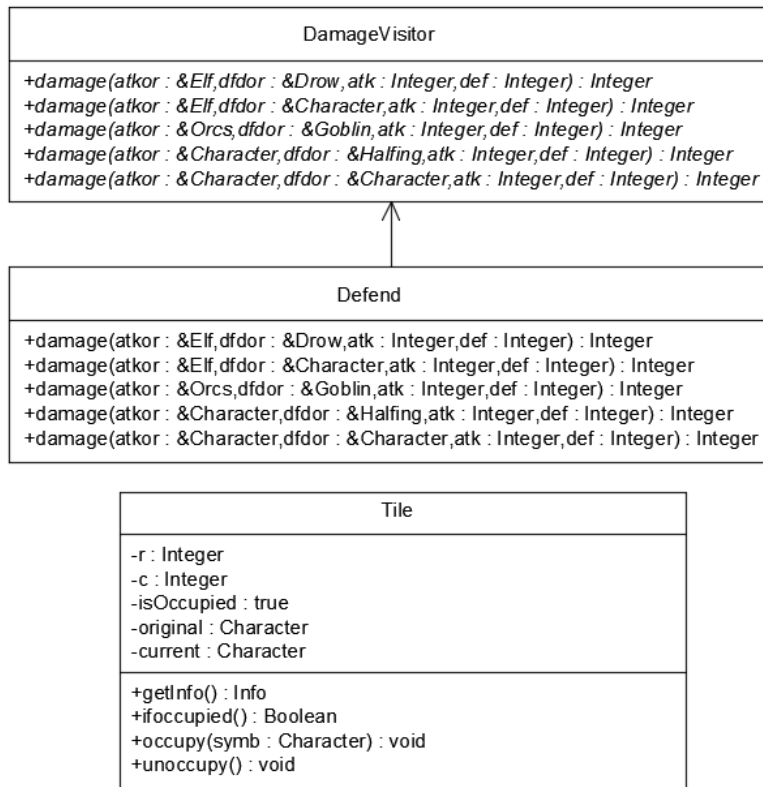 DamageVisitor
+damage(atkor : &Elf,dfdor : &Drow,atk : Integer,def : Integer) : Integer
+damage(atkor : &Elf,dfdor : &Character,atk : Integer,def : Integer) : Integer
+damage(atkor : &Orcs,dfdor : &Goblin,atk : Integer,def : Integer) : Integer
+damage(atkor : &Character,dfdor : &Halfing,atk : Integer,def : Integer) : Integer
+damage(atkor : &Character,dfdor : &Character,atk : Integer,def : Integer) : Integer
Defend
+damage(atkor : &Elf,dfdor : &Drow,atk : Integer,def : Integer) : Integer
+damage(atkor : &Elf,dfdor : &Character,atk : Integer,def : Integer) : Integer
+damage(atkor : &Orcs,dfdor : &Goblin,atk : Integer,def : Integer) : Integer
+damage(atkor : &Character,dfdor : &Halfing,atk : Integer,def : Integer) : Integer
+damage(atkor : &Character,dfdor : &Character,atk : Integer,def : Integer) : Integer
Tile
-r : Integer
-c : Integer
-isOccupied : true
-original : Character
-current : Character
+getInfo() : Info
+ifoccupied() : Boolean
+occupy(symb : Character) : void
+unoccupy() : void